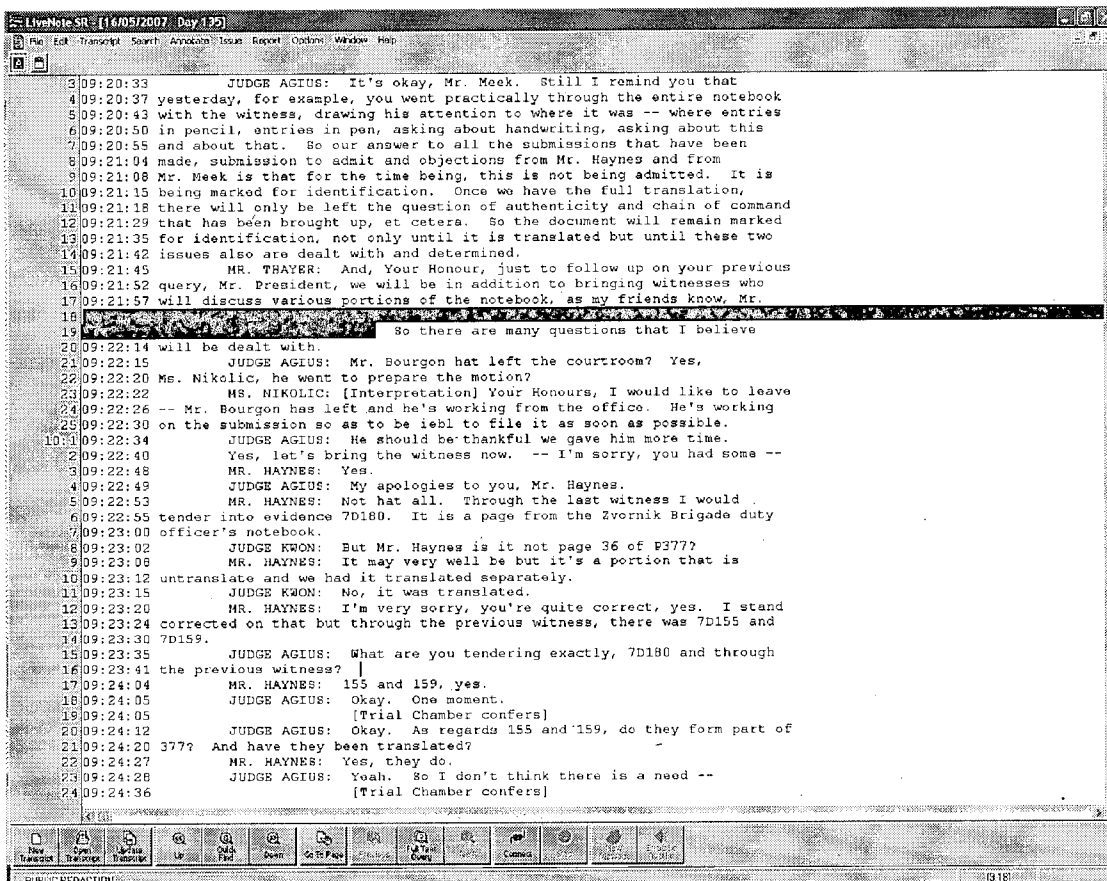 LiveNote SR - [16/05/2007 Day 135]
File Edit Transcript Search Annotate Issue Report Options Window Help
3 09:20:33 JUDGE AGIUS: It's okay, Mr. Meek. Still I remind you that
4 09:20:37 yesterday, for example, you went practically through the entire notebook
5 09:20:43 with the witness, drawing his attention to where it was -- where entries
6 09:20:50 in pencil, entries in pen, asking about handwriting, asking about this
7 09:20:55 and about that. So our answer to all the submissions that have been
8 09:21:04 made, submission to admit and objections from Mr. Haynes and from
9 09:21:08 Mr. Meek is that for the time being, this is not being admitted. It is
10 09:21:15 being marked for identification. Once we have the full translation,
11 09:21:18 there will only be left the question of authenticity and chain of command
12 09:21:29 that has been brought up, et cetera. So the document will remain marked
13 09:21:35 for identification, not only until it is translated but until these two
14 09:21:42 issues also are dealt with and determined.
15 09:21:45 MR. THAYER: And, Your Honour, just to follow up on your previous
16 09:21:52 query, Mr. President, we will be in addition to bringing witnesses who
17 09:21:57 will discuss various portions of the notebook, as my friends know, Mr.
18
19 So there are many questions that I believe
20 09:22:14 will be dealt with.
21 09:22:15 JUDGE AGIUS: Mr. Bourgon hat left the courtroom? Yes,
22 09:22:20 Ms. Nikolic, he went to prepare the motion?
23 09:22:22 MS. NIKOLIC: [Interpretation] Your Honours, I would like to leave
24 09:22:26 -- Mr. Bourgon has left and he's working from the office. He's working
25 09:22:30 on the submission so as to be iebl to file it as soon as possible.
10:1 09:22:34 JUDGE AGIUS: He should be thankful we gave him more time.
2 09:22:40 Yes, let's bring the witness now. -- I'm sorry, you had some --
3 09:22:48 MR. HAYNES: Yes.
4 09:22:49 JUDGE AGIUS: My apologies to you, Mr. Haynes.
5 09:22:53 MR. HAYNES: Not hat all. Through the last witness I would
6 09:22:55 tender into evidence 7D180. It is a page from the Zvornik Brigade duty
7 09:23:00 officer's notebook.
8 09:23:02 JUDGE KWON: But Mr. Haynes is it not page 36 of P377?
9 09:23:08 MR. HAYNES: It may very well be but it's a portion that is
10 09:23:12 untranslate and we had it translated separately.
11 09:23:15 JUDGE KWON: No, it was translated.
12 09:23:20 MR. HAYNES: I'm very sorry, you're quite correct, yes. I stand
13 09:23:24 corrected on that but through the previous witness, there was 7D155 and
14 09:23:30 7D159.
15 09:23:35 JUDGE AGIUS: What are you tendering exactly, 7D180 and through
16 09:23:41 the previous witness?
17 09:24:04 MR. HAYNES: 155 and 159, yes.
18 09:24:05 JUDGE AGIUS: Okay. One moment.
19 09:24:05 [Trial Chamber confers]
20 09:24:12 JUDGE AGIUS: Okay. As regards 155 and 159, do they form part of
21 09:24:20 377? And have they been translated?
22 09:24:27 MR. HAYNES: Yes, they do.
23 09:24:28 JUDGE AGIUS: Yeah. So I don't think there is a need --
24 09:24:36 [Trial Chamber confers]
New Transcript Open Transcript Update Transcript Up Quick Find Down Go To Page Full Text Query Connect
PUBLIC REDACTION